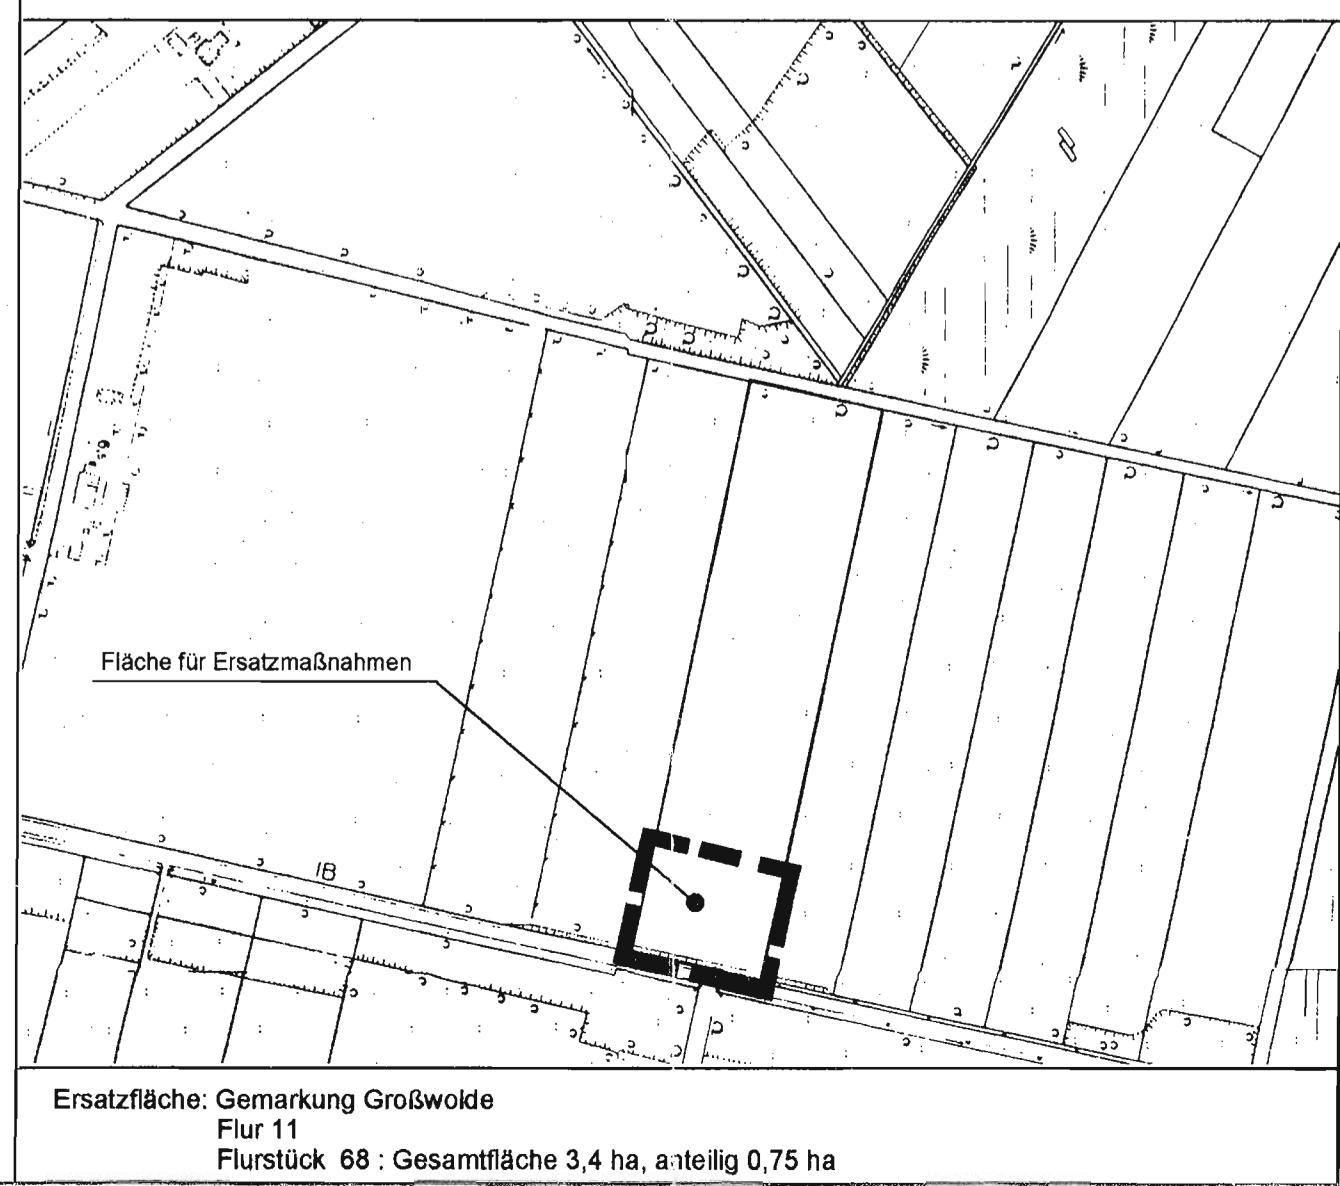 Fläche für Ersatzmaßnahmen
IB
Ersatzfläche: Gemarkung Großwolde
Flur 11
Flurstück 68 : Gesamtfläche 3,4 ha, anteilig 0,75 ha